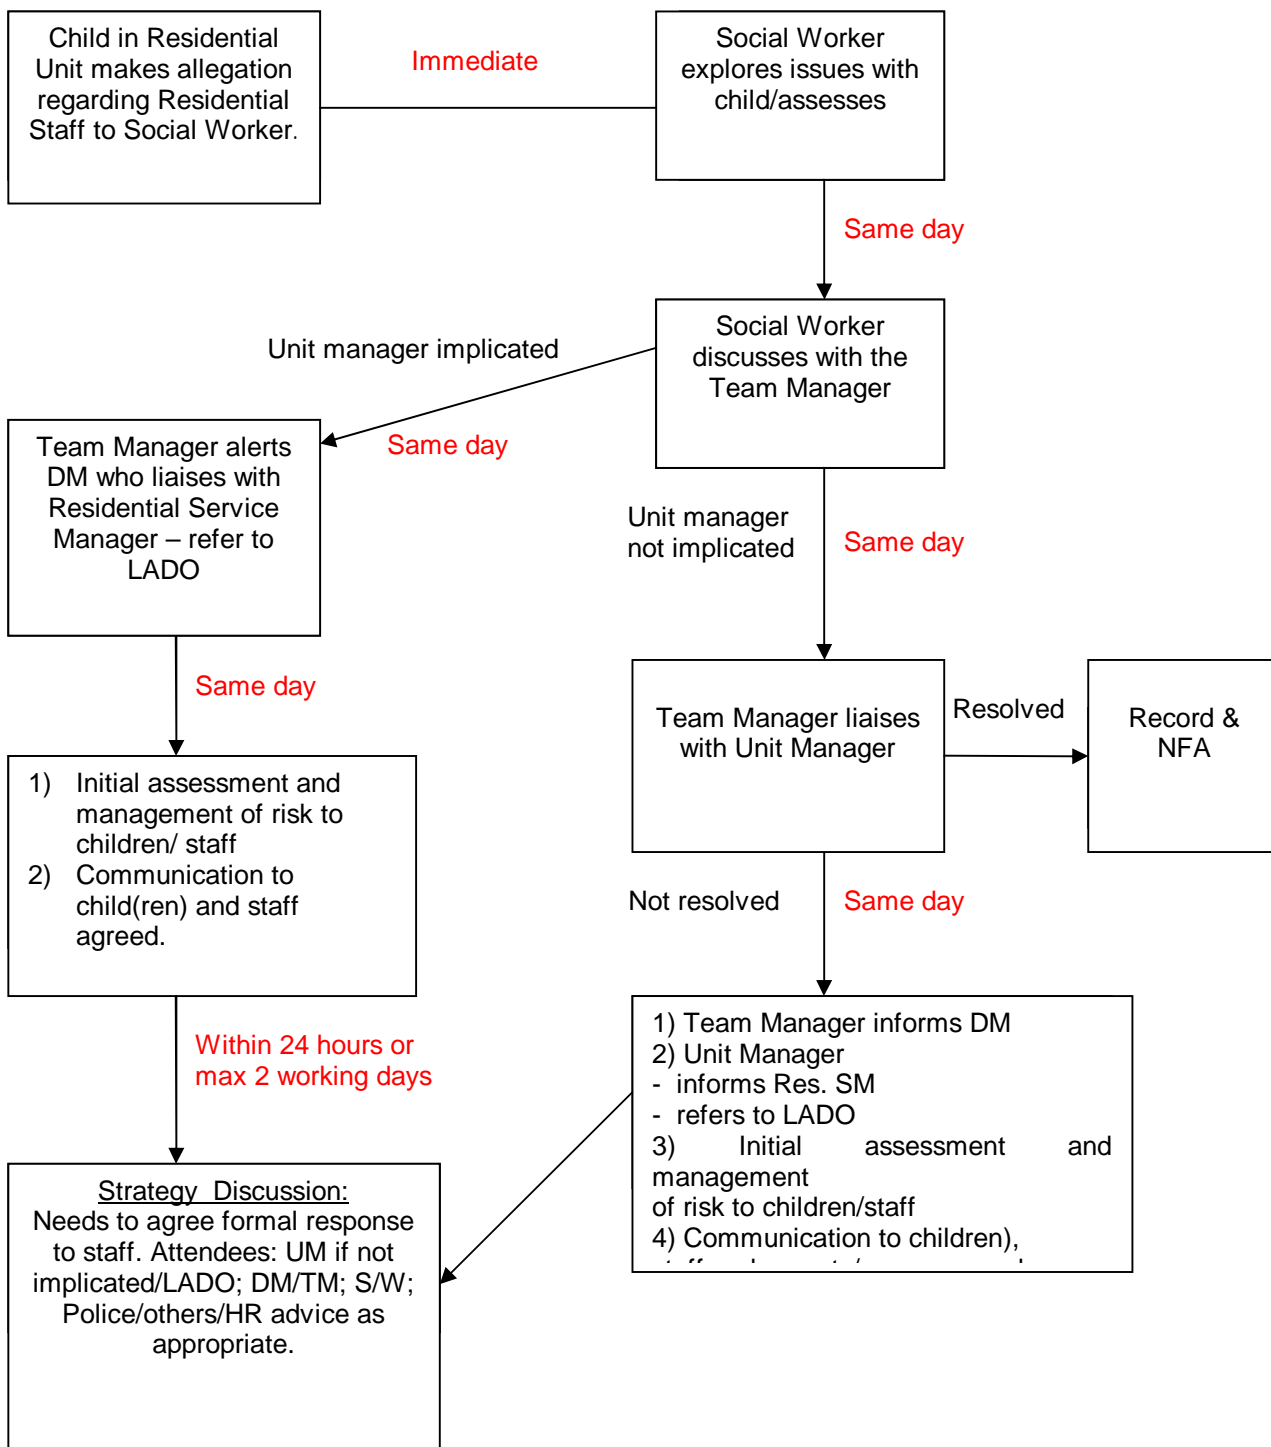 Child in Residential
Unit makes allegation
regarding Residential
Staff to Social Worker.
Immediate
Social Worker
explores issues with
child/assesses
Same day
Social Worker
discusses with the
Team Manager
Unit manager implicated
Same day
Team Manager alerts
DM who liaises with
Residential Service
Manager – refer to
LADO
Unit manager
not implicated
Same day
Same day
Team Manager liaises
with Unit Manager
Resolved
Record &
NFA
1) Initial assessment and
management of risk to
children/ staff
2) Communication to
child(ren) and staff
agreed.
Not resolved
Same day
Within 24 hours or
max 2 working days
1) Team Manager informs DM
2) Unit Manager
- informs Res. SM
- refers to LADO
3) Initial assessment and
management
of risk to children/staff
4) Communication to children),
Strategy Discussion:
Needs to agree formal response
to staff. Attendees: UM if not
implicated/LADO; DM/TM; S/W;
Police/others/HR advice as
appropriate.